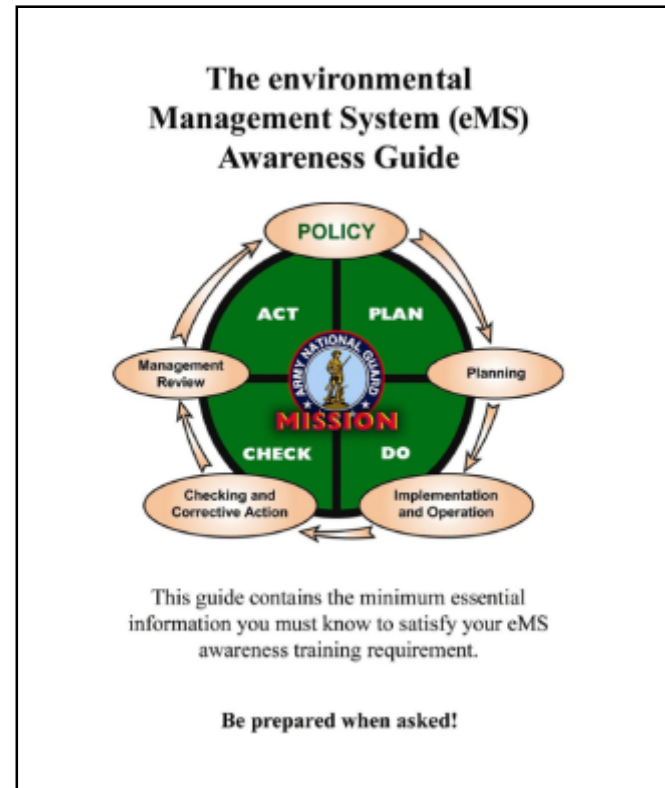 The environmental
Management System (eMS)
Awareness Guide
POLICY
ACT
PLAN
ARMY NATIONAL GUARD
Management
Review
Planning
MISSION
CHECK
DO
Checking and
Corrective Action
Implementation
and Operation
This guide contains the minimum essential
information you must know to satisfy your eMS
awareness training requirement.
Be prepared when asked!